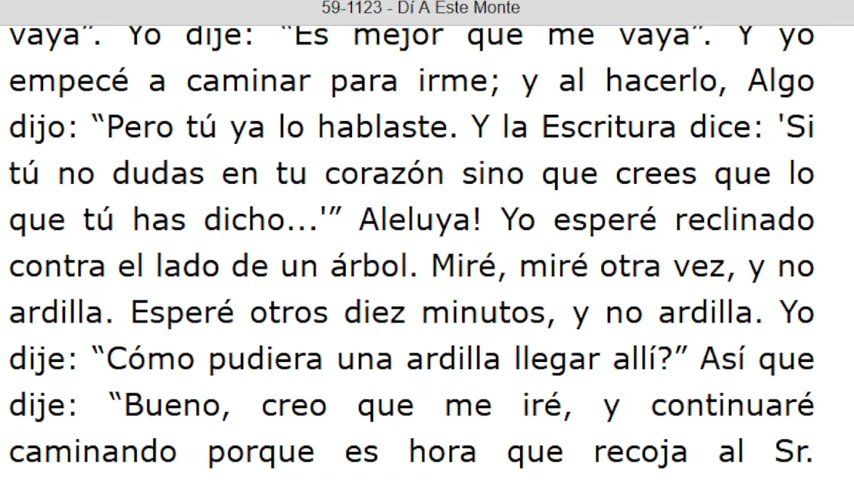 59-1123 - Dí A Este Monte
vaya”. Yo dije: “Es mejor que me vaya”. Y yo
empecé a caminar para irme; y al hacerlo, Algo
dijo: “Pero tú ya lo hablaste. Y la Escritura dice: 'Si
tú no dudas en tu corazón sino que crees que lo
que tú has dicho...'” Aleluya! Yo esperé reclinado
contra el lado de un árbol. Miré, miré otra vez, y no
ardilla. Esperé otros diez minutos, y no ardilla. Yo
dije: “Cómo pudiera una ardilla llegar allí?” Así que
dije: “Bueno, creo que me iré, y continuaré
caminando porque es hora que recoja al Sr.